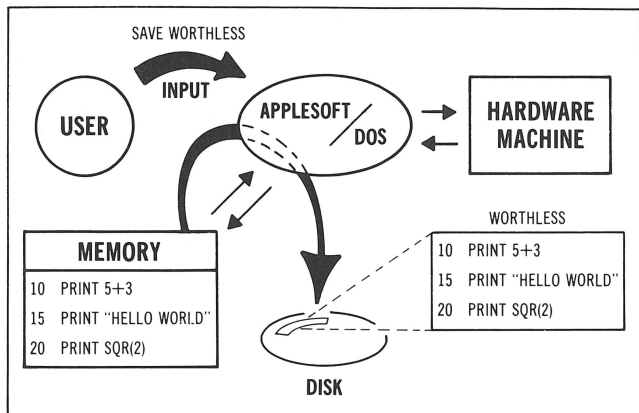 SAVE WORTHLESS
INPUT
USER
APPLESOFT
DOS
HARDWARE
MACHINE
MEMORY
10 PRINT 5+3
15 PRINT "HELLO WORLD"
20 PRINT SQR(2)
WORTHLESS
10 PRINT 5+3
15 PRINT "HELLO WORLD"
20 PRINT SQR(2)
DISK